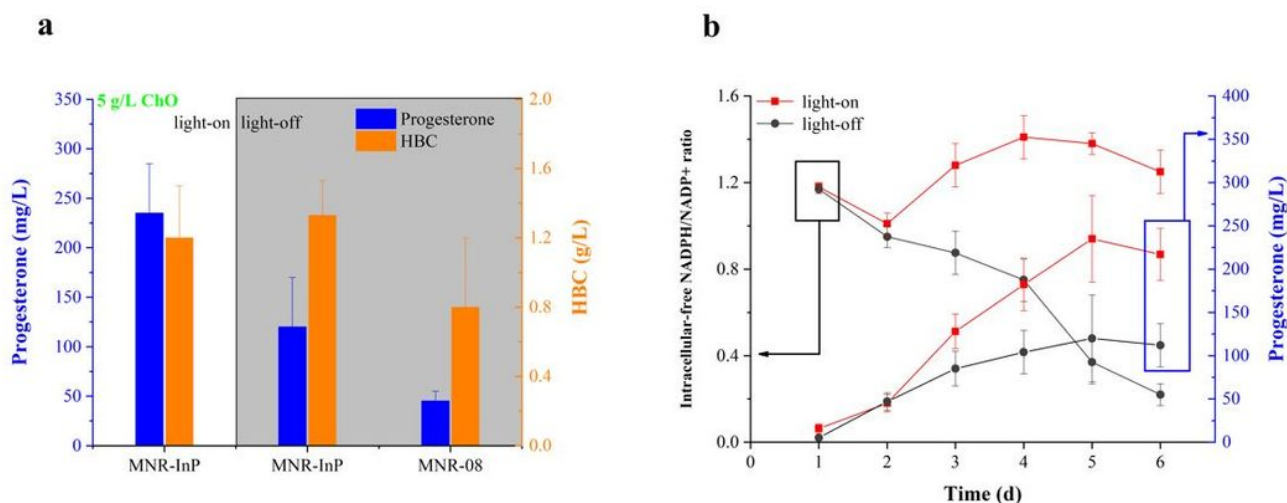 a
5 g/L ChO
350
300
250
200
150
100
50
0
Progesterone (mg/L)
light-on
light-off
Progesterone
HBC
2.0
1.6
1.2
0.8
0.4
0.0
HBC (g/L)
MNR-InP
MNR-InP
MNR-08
b
light-on
light-off
1.6
1.2
0.8
0.4
0.0
Intracellular-free NADPH/NADP+ ratio
400
350
300
250
200
150
100
50
0
Progesterone (mg/L)
0
1
2
3
4
5
6
Time (d)